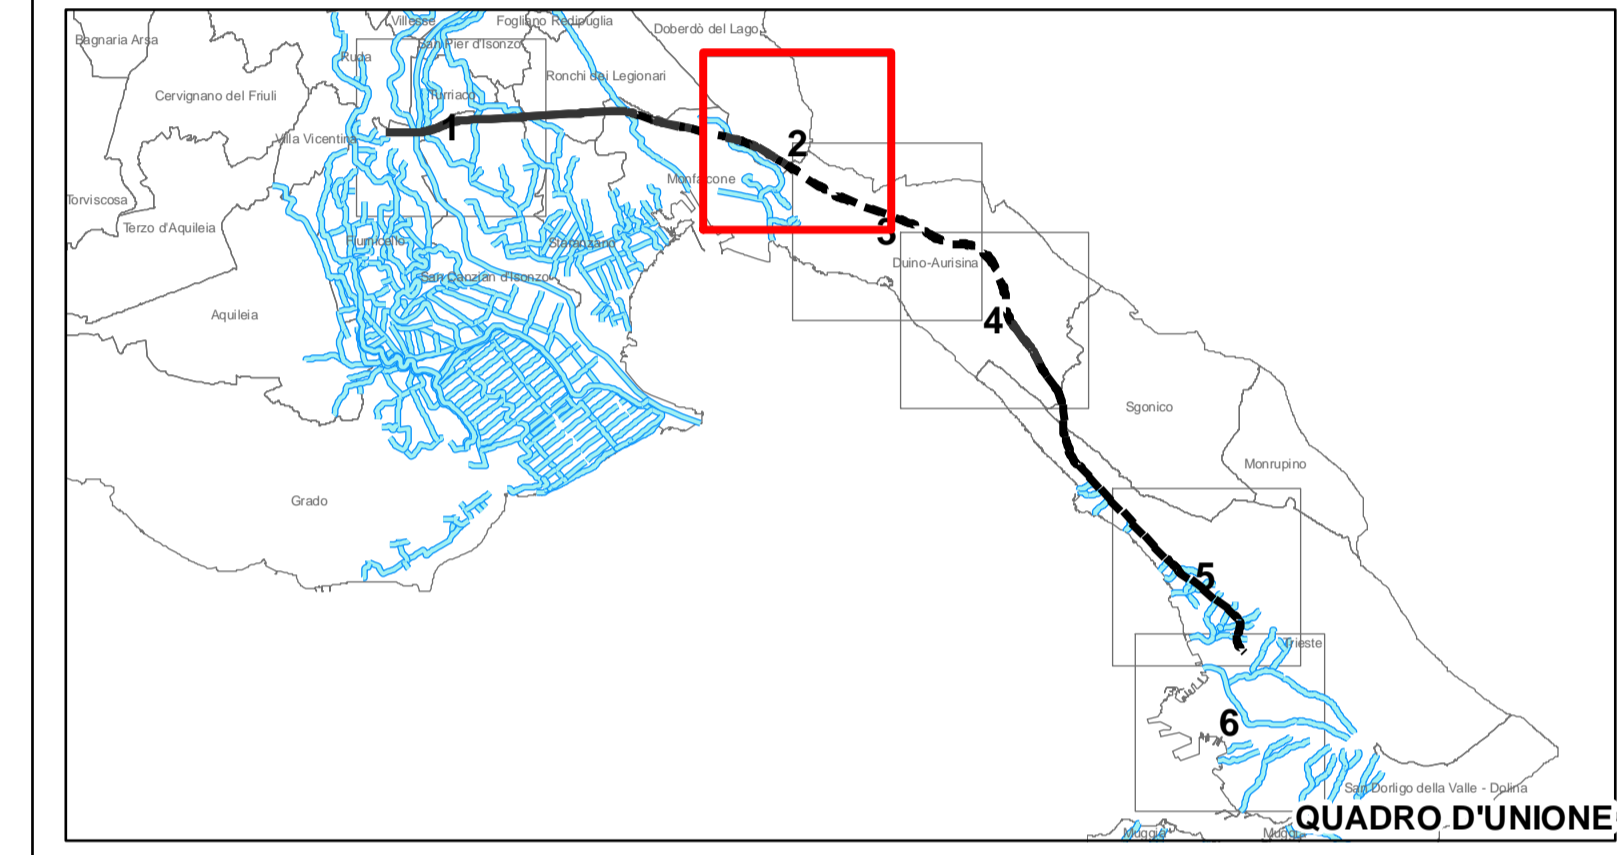 Villesse
Fogliano Redipuglia
Doberdò del Lago
Bagnaria Arsa
San Pier d'Isonzo
Ruda
Ronchi dei Legionari
Cervignano del Friuli
Turriaco
1
Villa Vicentina
2
Monfalcone
Torviscosa
Terzo d'Aquileia
3
Fiumicello
Staranzano
Duino-Aurisina
San Canzian d'Isonzo
Aquileia
4
Sgonico
Monrupino
Grado
5
Trieste
6
San Dorligo della Valle - Dolina
QUADRO D'UNIONE
Muggia
Muggia